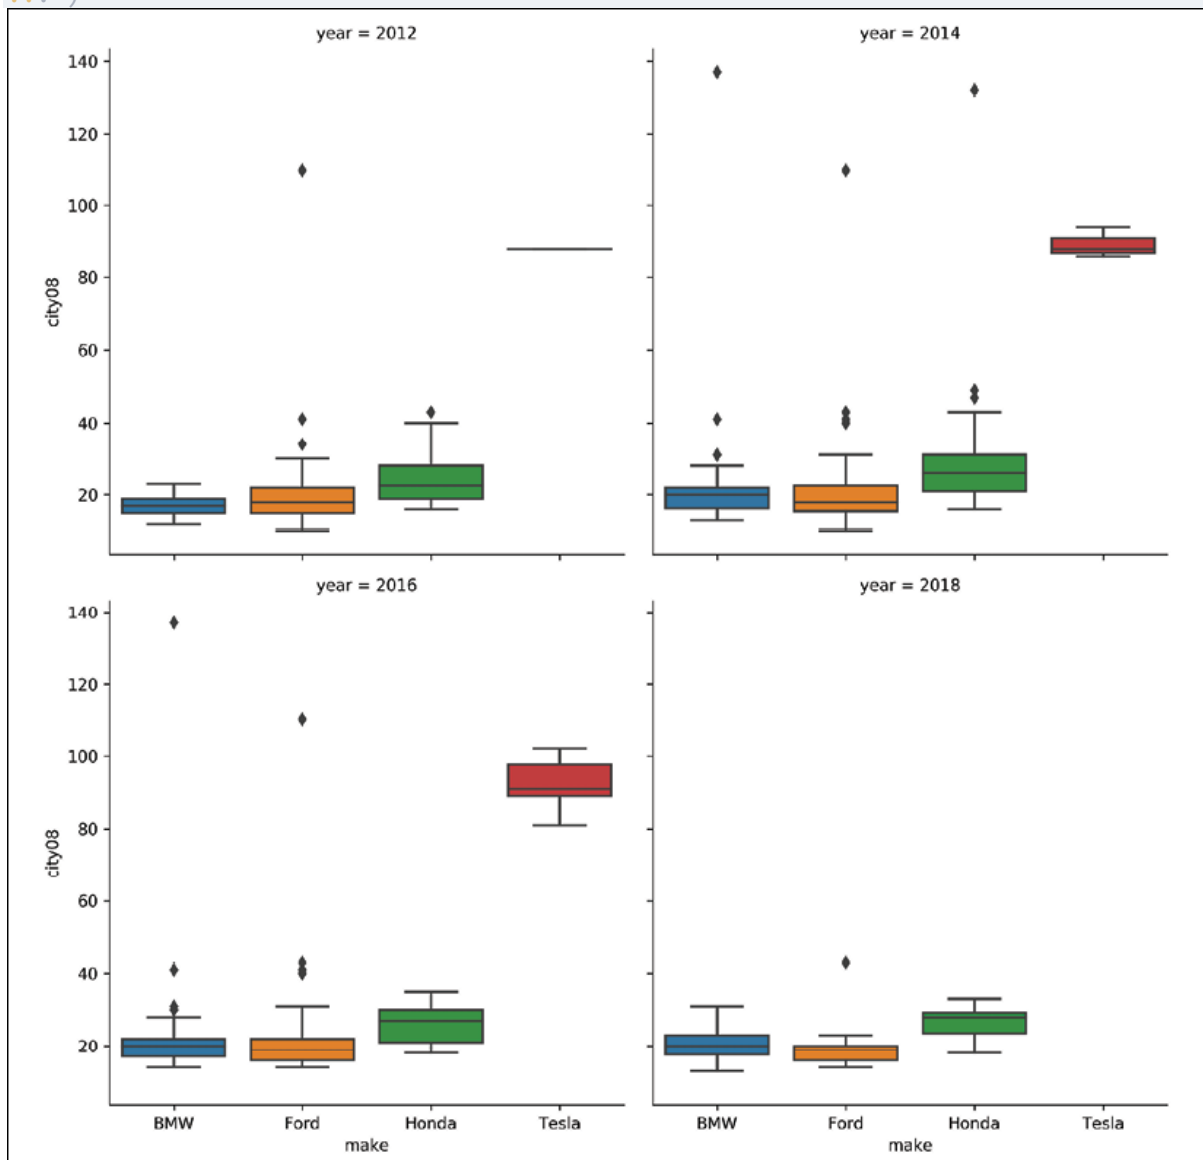 year = 2012
year = 2014
140
120
100
80
60
40
20
city08
year = 2016
year = 2018
140
120
100
80
60
40
20
city08
BMW Ford Honda Tesla
make
BMW Ford Honda Tesla
make